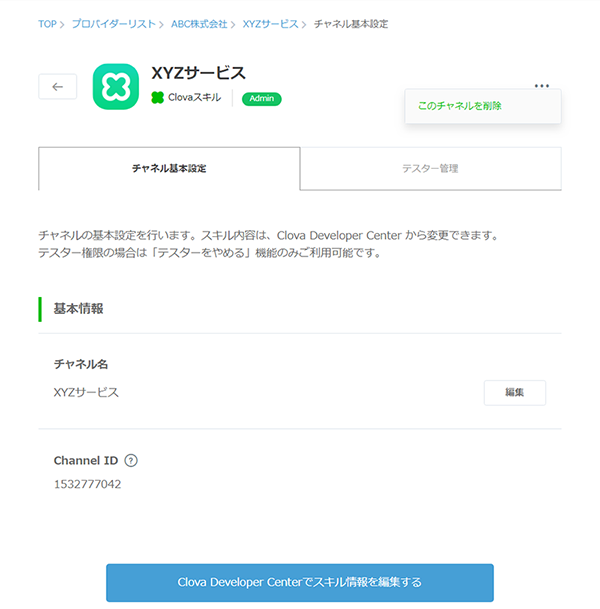 TOP > プロバイダーリスト > ABC株式会社 > XYZサービス > チャネル基本設定
XYZサービス
Clovaスキル Admin
このチャネルを削除
チャネル基本設定 テスター管理
チャネルの基本設定を行います。スキル内容は、Clova Developer Center から変更できます。
テスター権限の場合は「テスターをやめる」機能のみご利用可能です。
基本情報
チャネル名
XYZサービス 編集
Channel ID ?
1532777042
Clova Developer Centerでスキル情報を編集する